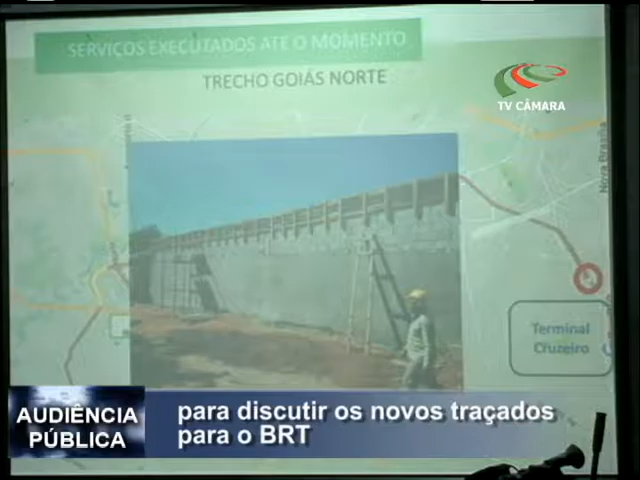 SERVIÇOS EXECUTADOS ATE O MOMENTO
TRECHO GOIÁS NORTE
TV CÂMARA
Nova Brasília
Terminal
Cruzeiro
AUDIÊNCIA
PÚBLICA
para discutir os novos traçados
para o BRT